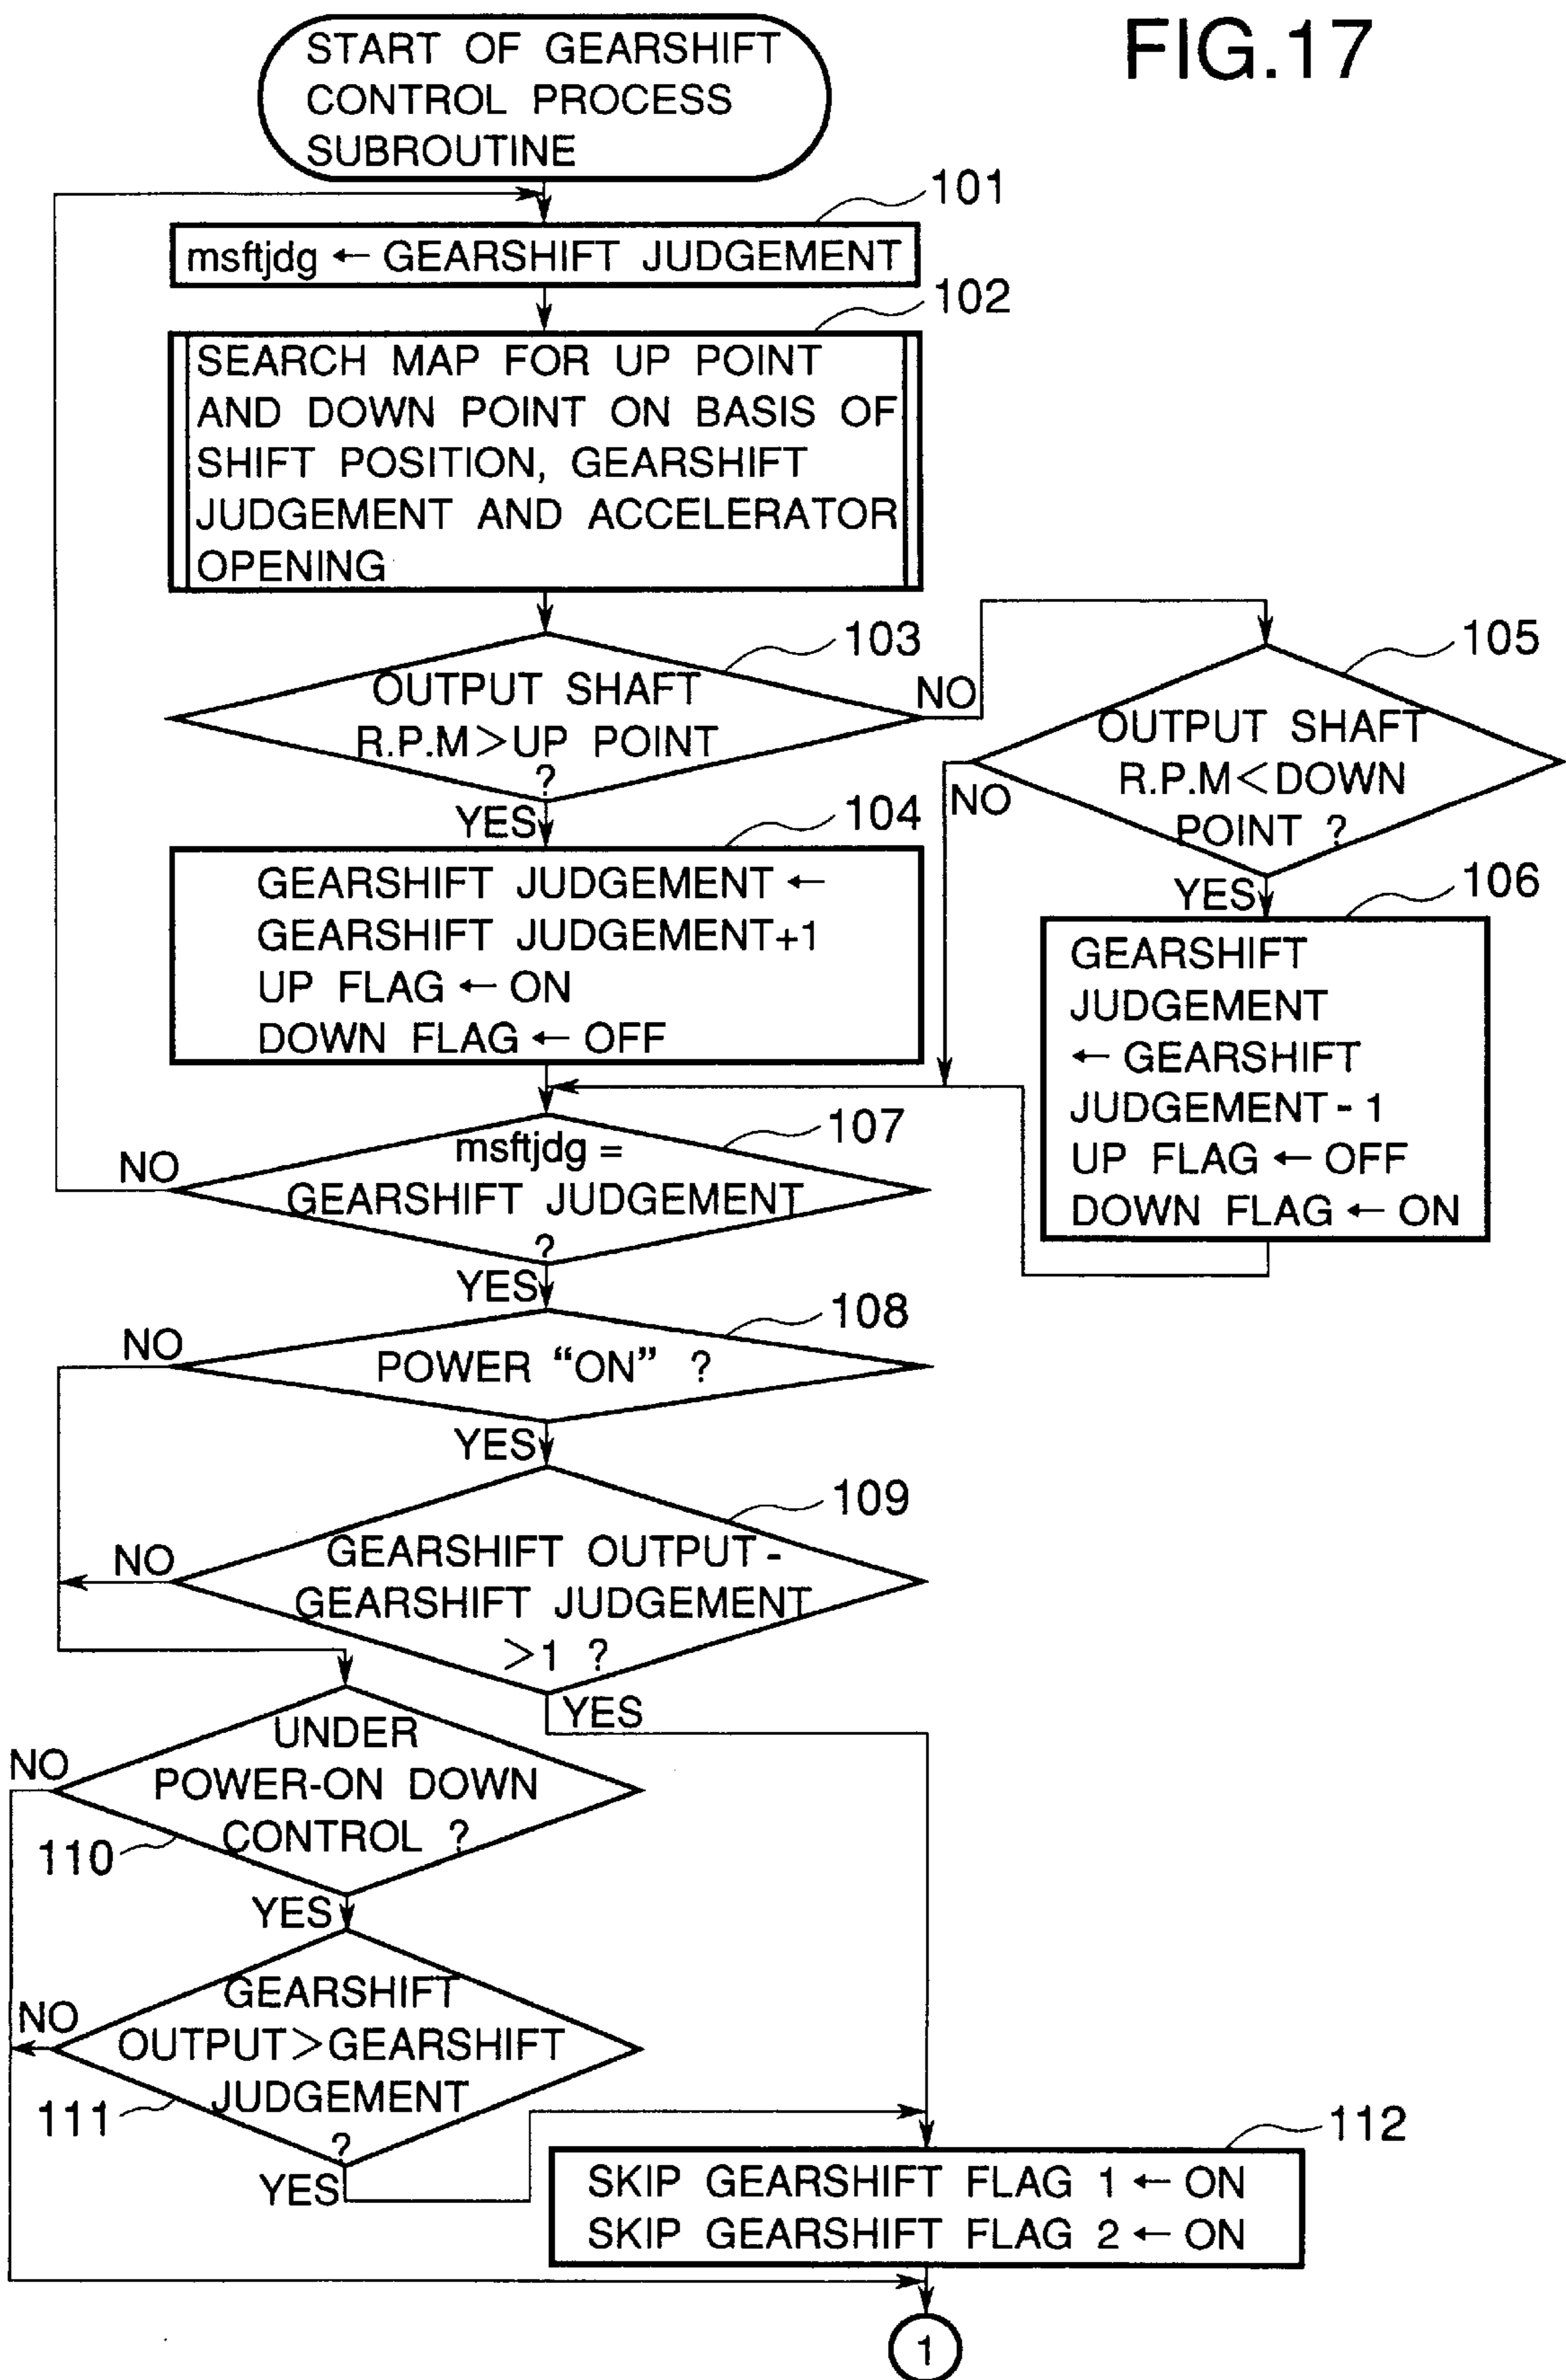 FIG.17
START OF GEARSHIFT
CONTROL PROCESS
SUBROUTINE
101
msftjdg ← GEARSHIFT JUDGEMENT
102
SEARCH MAP FOR UP POINT
AND DOWN POINT ON BASIS OF
SHIFT POSITION, GEARSHIFT
JUDGEMENT AND ACCELERATOR
OPENING
103
OUTPUT SHAFT
R.P.M>UP POINT
?
NO
YES
105
OUTPUT SHAFT
R.P.M<DOWN
POINT ?
NO
YES
104
GEARSHIFT JUDGEMENT ←
GEARSHIFT JUDGEMENT+1
UP FLAG ← ON
DOWN FLAG ← OFF
106
GEARSHIFT
JUDGEMENT
← GEARSHIFT
JUDGEMENT-1
UP FLAG ← OFF
DOWN FLAG ← ON
107
msftjdg =
GEARSHIFT JUDGEMENT
?
NO
YES
108
POWER “ON” ?
NO
YES
109
GEARSHIFT OUTPUT-
GEARSHIFT JUDGEMENT
>1 ?
NO
YES
UNDER
POWER-ON DOWN
CONTROL ?
NO
110
YES
GEARSHIFT
OUTPUT>GEARSHIFT
JUDGEMENT
?
NO
111
YES
112
SKIP GEARSHIFT FLAG 1 ← ON
SKIP GEARSHIFT FLAG 2 ← ON
1